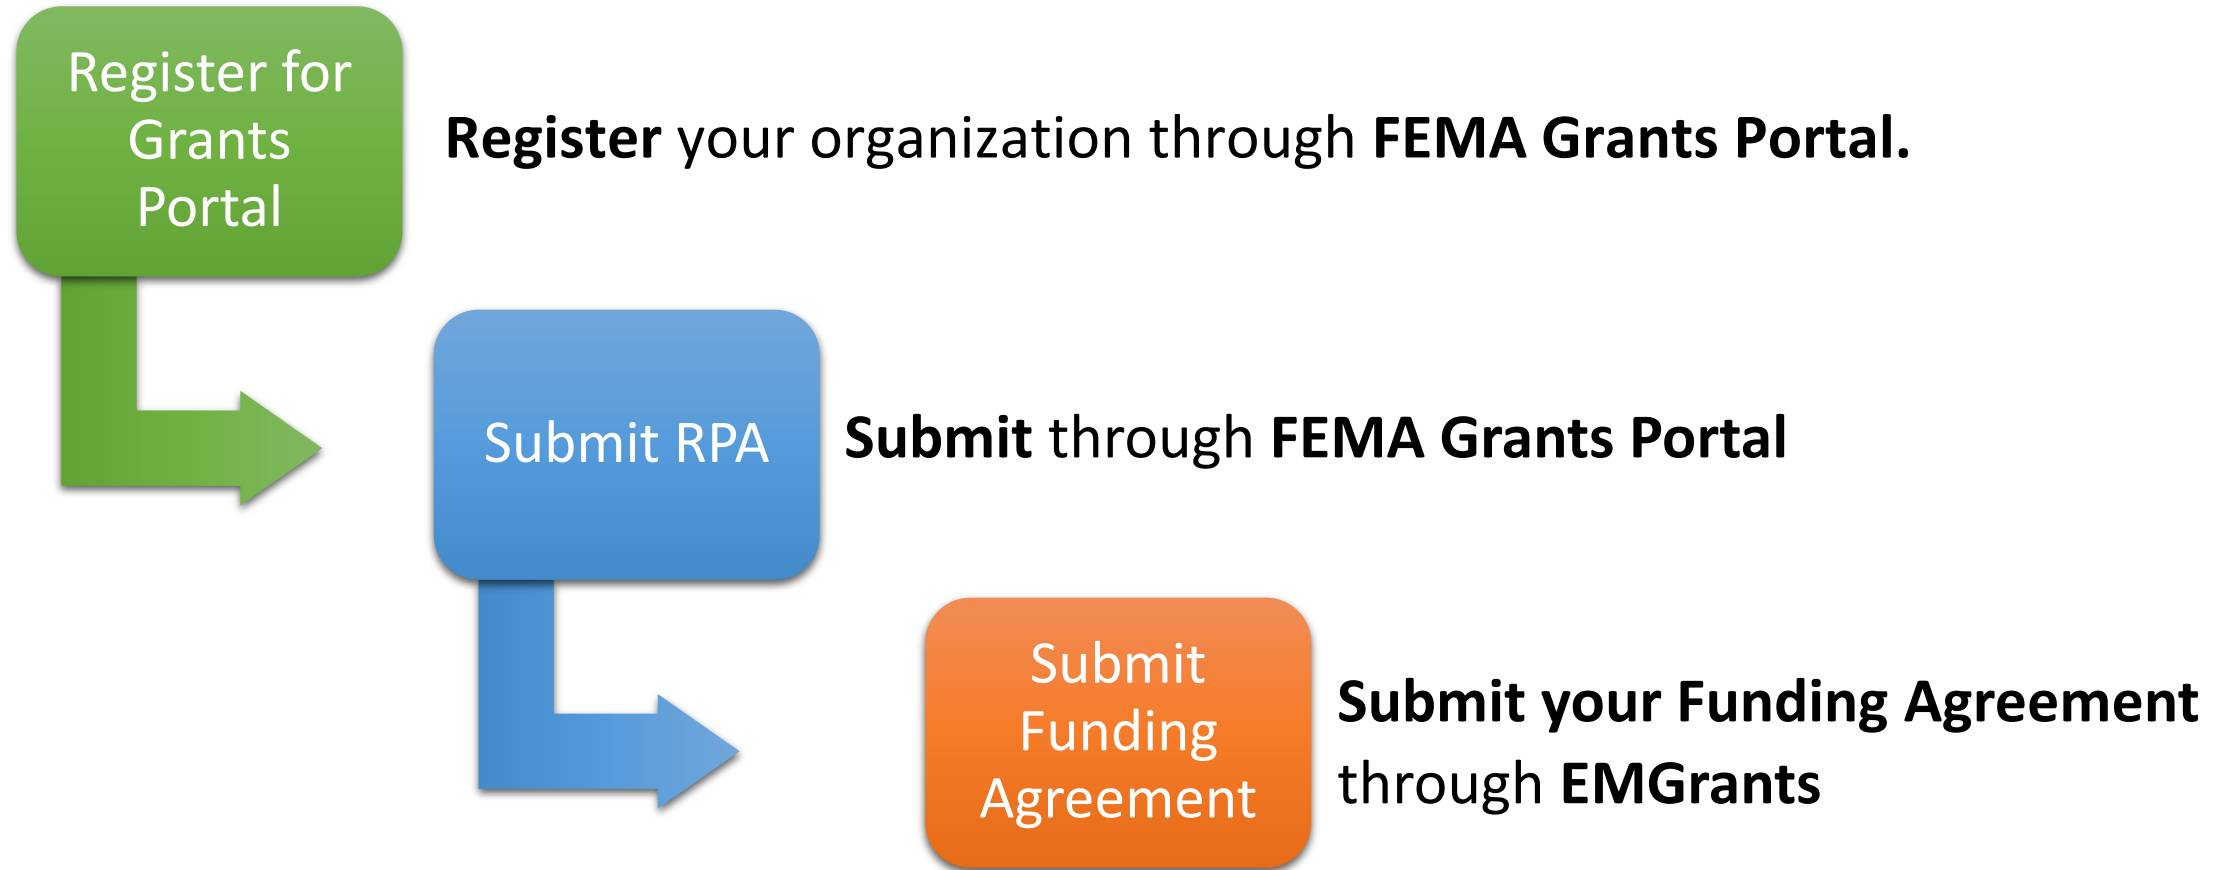 Register for
Grants
Portal
Register your organization through FEMA Grants Portal.
Submit RPA
Submit through FEMA Grants Portal
Submit
Funding
Agreement
Submit your Funding Agreement
through EMGrants